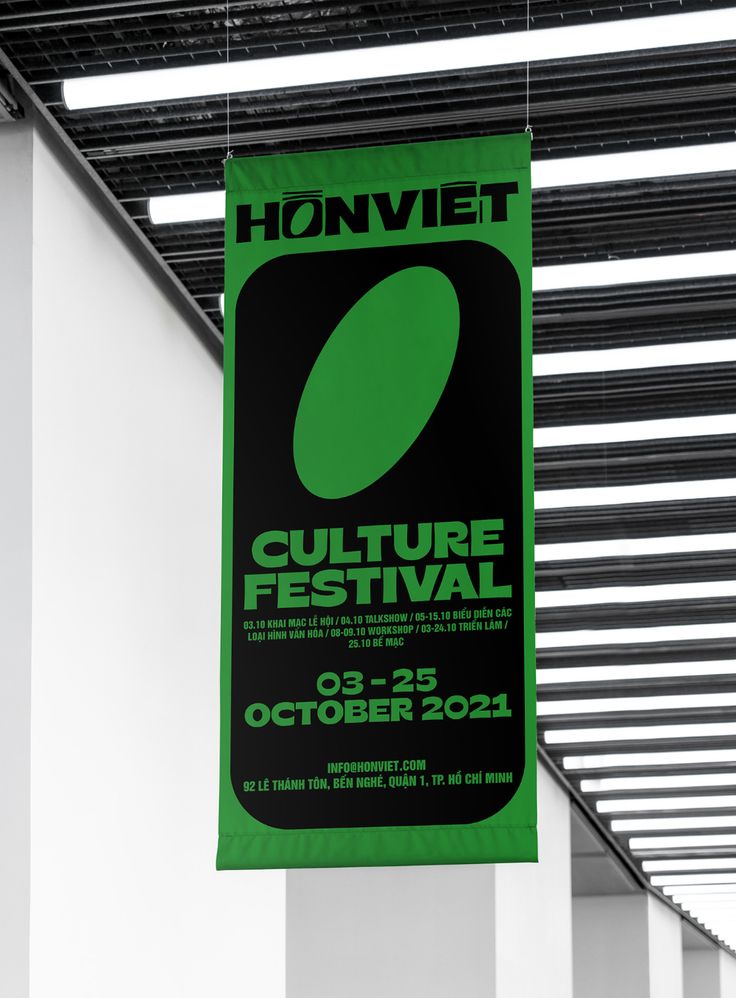 HỒNVIỆT
CULTURE
FESTIVAL
03.10 KHAI MẠC LỄ HỘI / 04.10 TALKSHOW / 05-15.10 BIỂU DIỄN CÁC
LOẠI HÌNH VĂN HÓA / 08-09.10 WORKSHOP / 03-24.10 TRIỂN LÃM /
25.10 BẾ MẠC
03 – 25
OCTOBER 2021
INFO@HONVIET.COM
92 LÊ THÁNH TÔN, BẾN NGHÉ, QUẬN 1, TP. HỒ CHÍ MINH